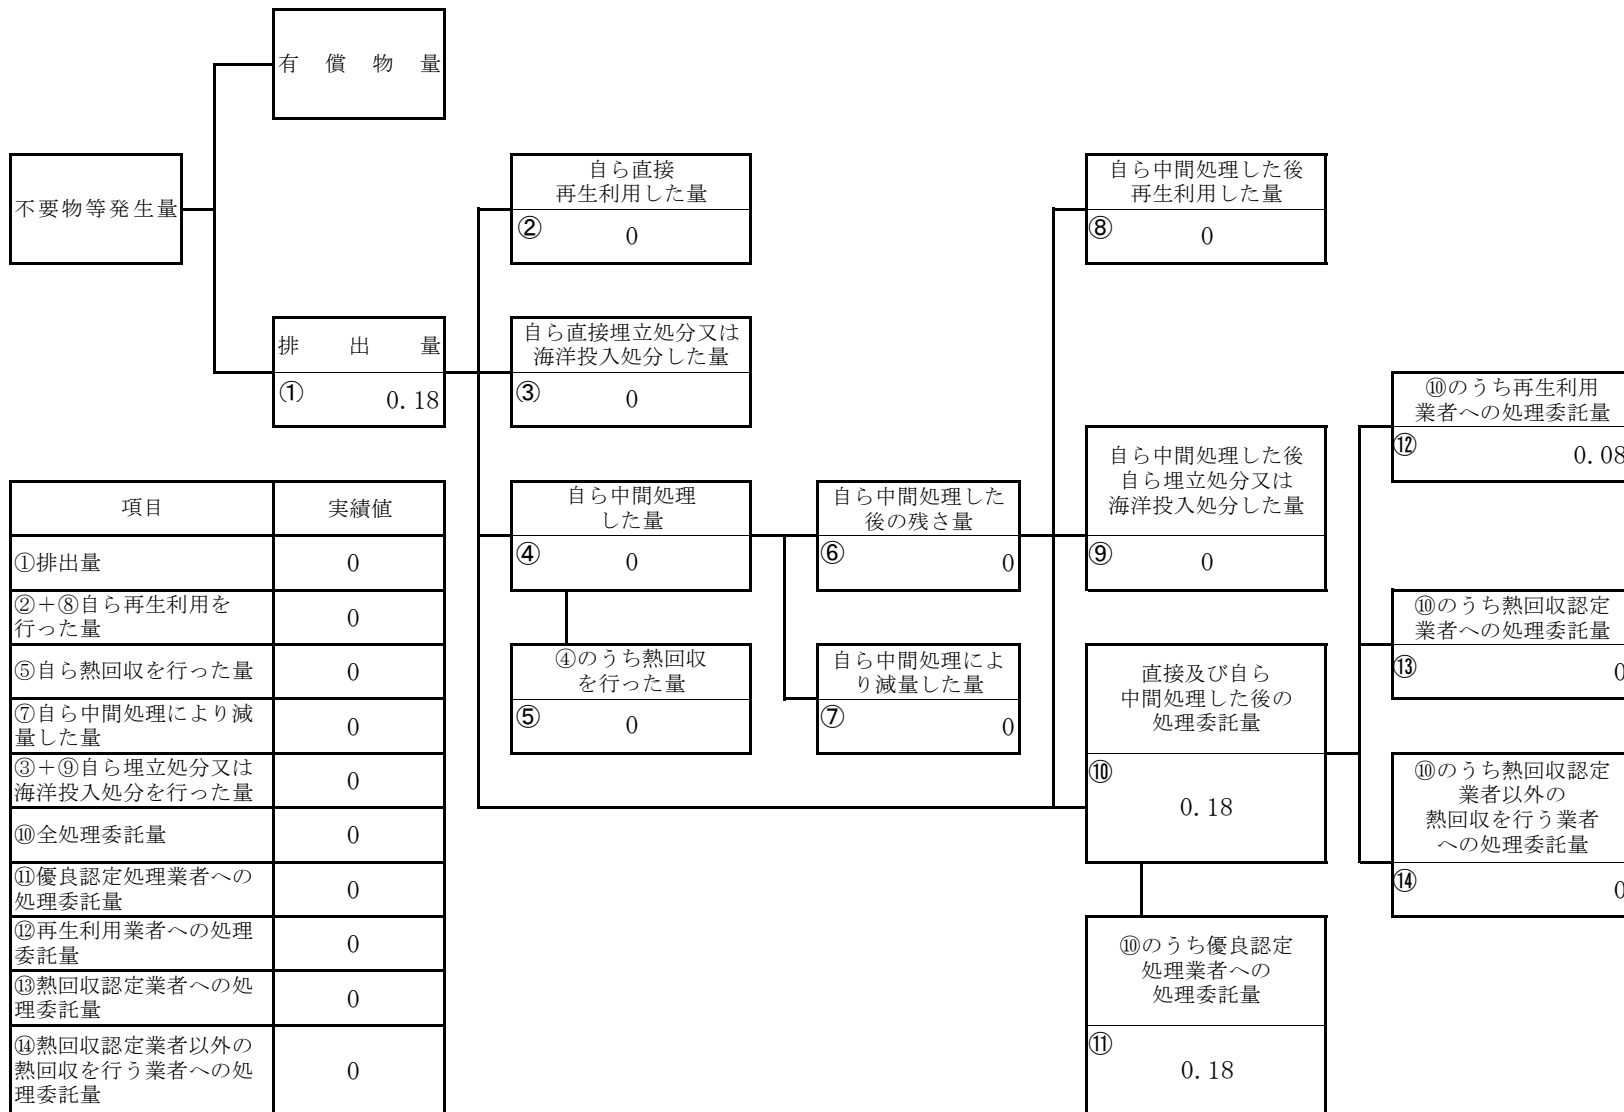 有償物量
不要物等発生量
排出量
① 0.18
自ら直接
再生利用した量
② 0
自ら直接埋立処分又は
海洋投入処分した量
③ 0
自ら中間処理
した量
④ 0
④のうち熱回収
を行った量
⑤ 0
自ら中間処理した
後の残さ量
⑥ 0
自ら中間処理によ
り減量した量
⑦ 0
自ら中間処理した後
再生利用した量
⑧ 0
自ら中間処理した後
自ら埋立処分又は
海洋投入処分した量
⑨ 0
直接及び自ら
中間処理した後の
処理委託量
⑩
0.18
⑩のうち優良認定
処理業者への
処理委託量
⑪
0.18
⑩のうち再生利用
業者への処理委託量
⑫ 0.08
⑩のうち熱回収認定
業者への処理委託量
⑬ 0
⑩のうち熱回収認定
業者以外の
熱回収を行う業者
への処理委託量
⑭ 0
項目 実績値
①排出量 0
②＋⑧自ら再生利用を
行った量 0
⑤自ら熱回収を行った量 0
⑦自ら中間処理により減
量した量 0
③＋⑨自ら埋立処分又は
海洋投入処分を行った量 0
⑩全処理委託量 0
⑪優良認定処理業者への
処理委託量 0
⑫再生利用業者への処理
委託量 0
⑬熱回収認定業者への処
理委託量 0
⑭熱回収認定業者以外の
熱回収を行う業者への処
理委託量 0